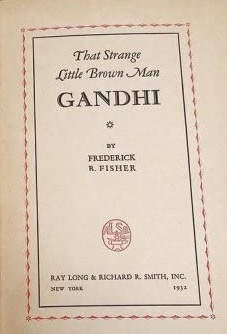 That Strange
Little Brown Man
GANDHI
BY
FREDERICK
B. FISHER
RAY LONG & RICHARD R. SMITH, INC.
NEW YORK 1932